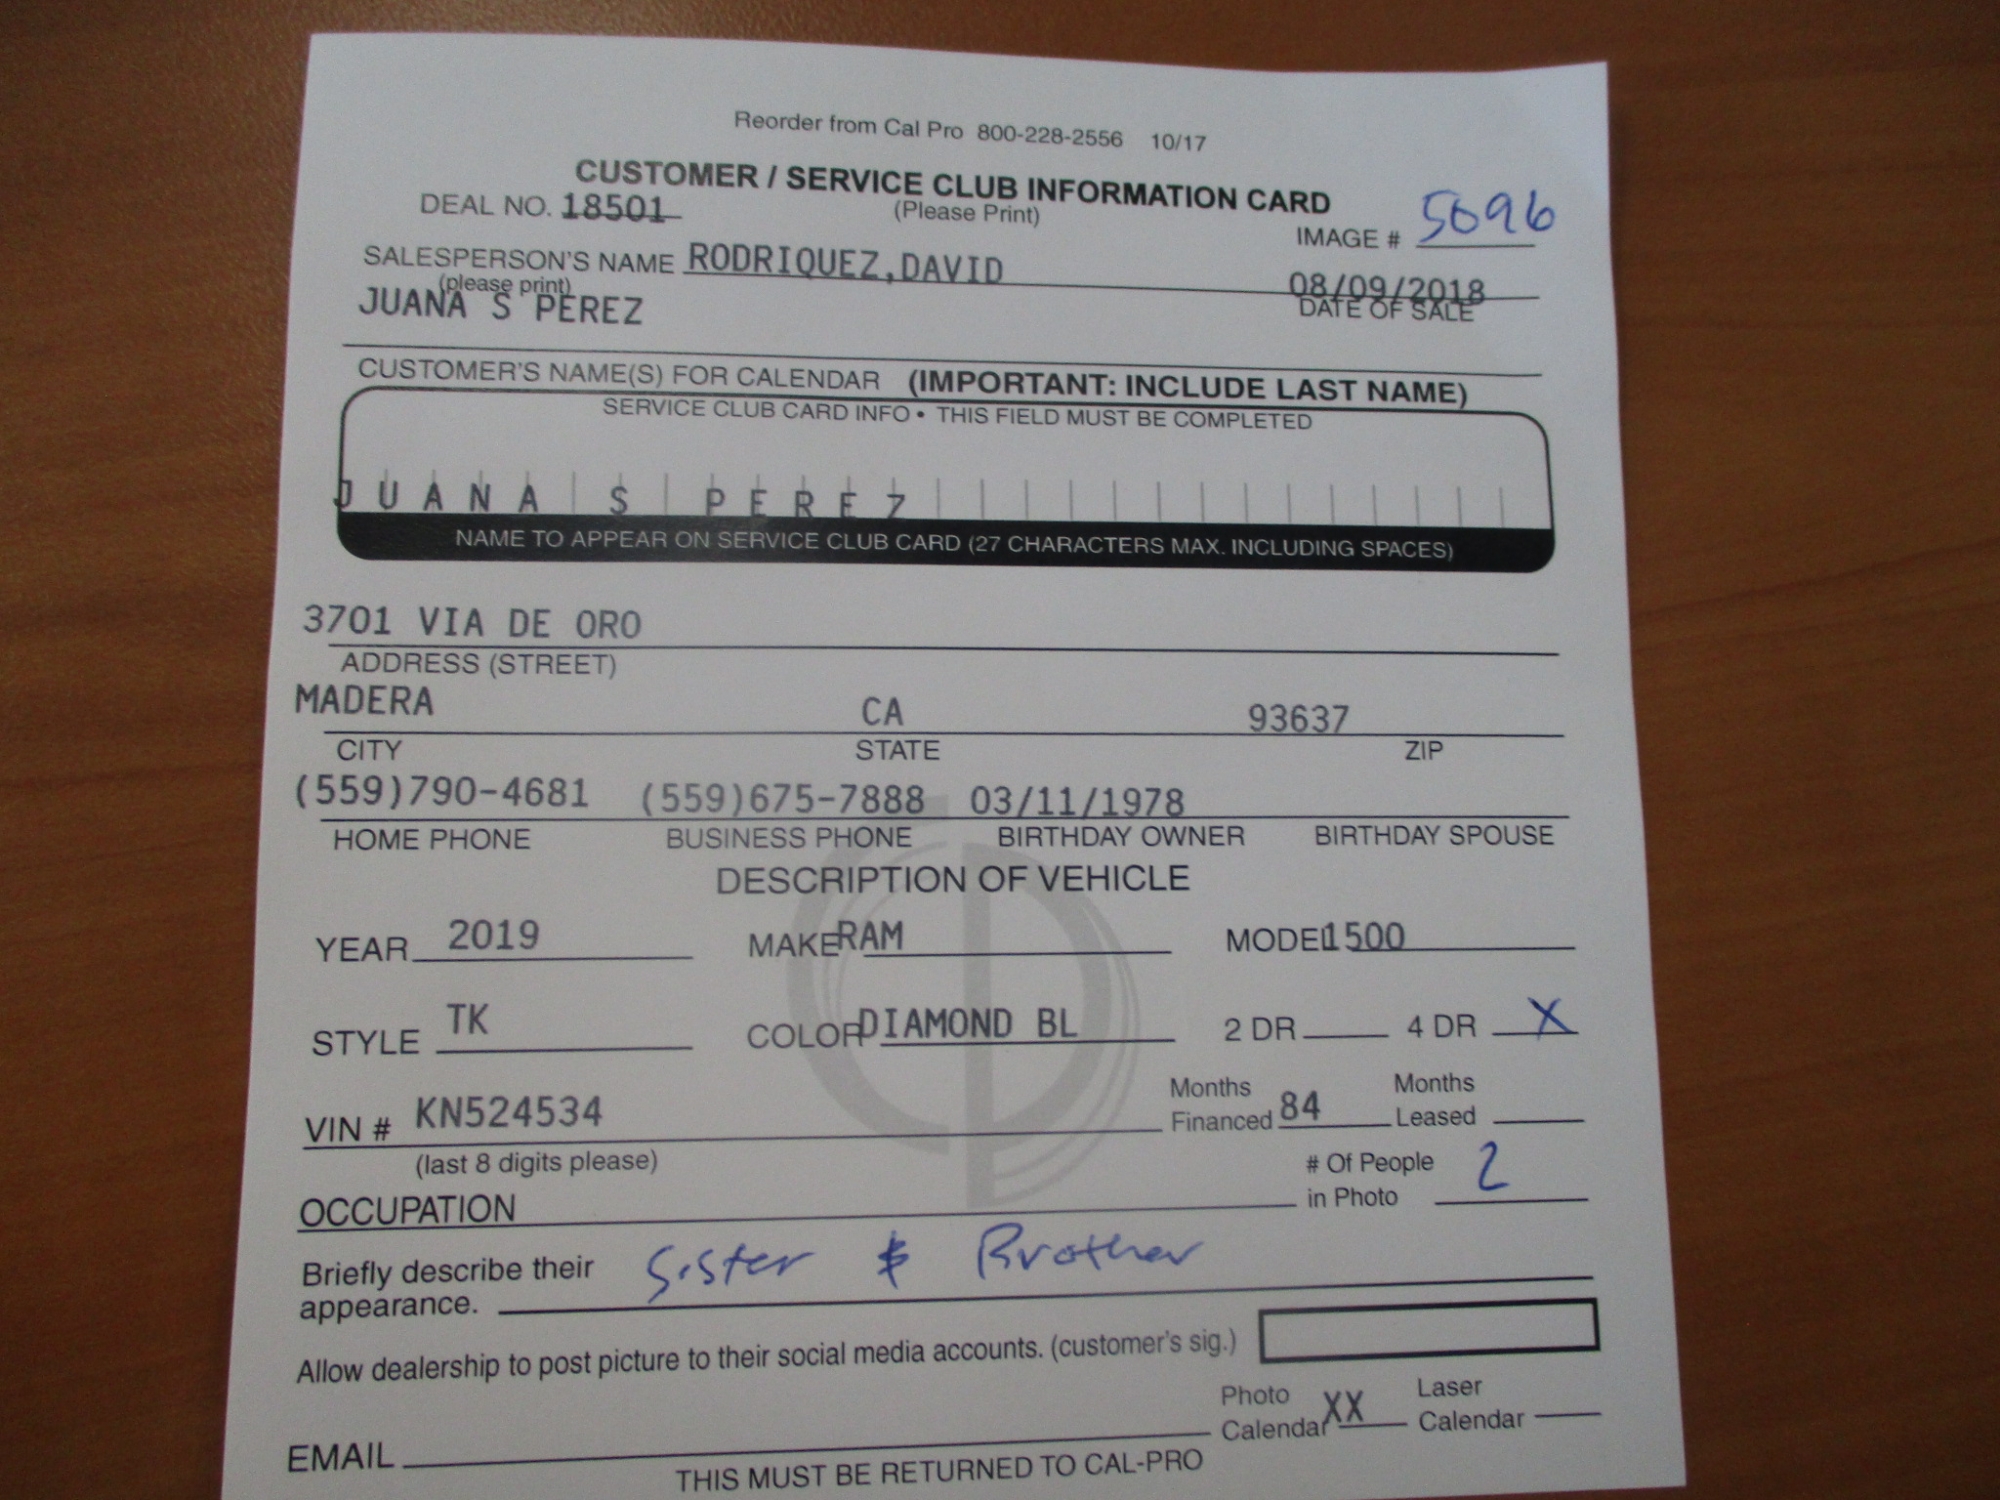 Reorder from Cal Pro 800-228-2556 10/17
CUSTOMER / SERVICE CLUB INFORMATION CARD
DEAL NO. 18501 (Please Print)
IMAGE # 5096
SALESPERSON'S NAME RODRIQUEZ,DAVID 08/09/2018
(please print) DATE OF SALE
JUANA S PEREZ
CUSTOMER'S NAME(S) FOR CALENDAR (IMPORTANT: INCLUDE LAST NAME)
SERVICE CLUB CARD INFO • THIS FIELD MUST BE COMPLETED
JUANA S PEREZ
NAME TO APPEAR ON SERVICE CLUB CARD (27 CHARACTERS MAX. INCLUDING SPACES)
3701 VIA DE ORO
ADDRESS (STREET)
MADERA CA 93637
CITY STATE ZIP
(559)790-4681 (559)675-7888 03/11/1978
HOME PHONE BUSINESS PHONE BIRTHDAY OWNER BIRTHDAY SPOUSE
DESCRIPTION OF VEHICLE
YEAR 2019 MAKE RAM MODEL 1500
STYLE TK COLOR DIAMOND BL 2 DR 4 DR X
Months Months
VIN # KN524534 Financed 84 Leased
(last 8 digits please) # Of People
OCCUPATION in Photo 2
Briefly describe their Sister & Brother
appearance.
Allow dealership to post picture to their social media accounts. (customer's sig.)
Photo Laser
EMAIL Calendar XX Calendar
THIS MUST BE RETURNED TO CAL-PRO